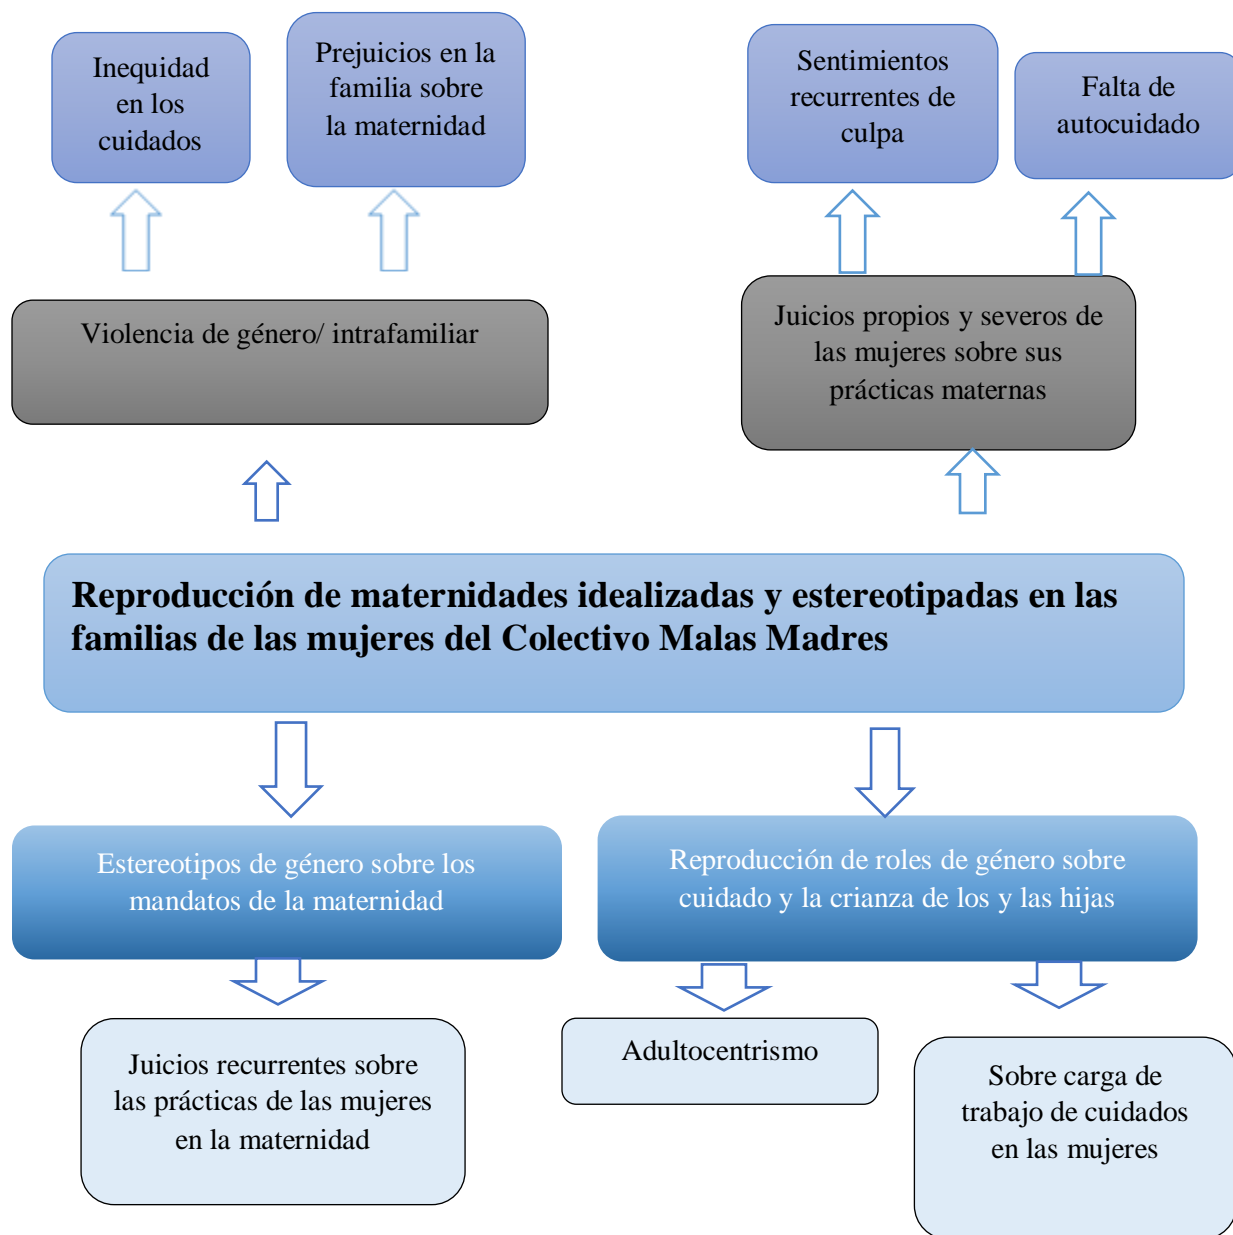 Inequidad
en los
cuidados
Prejuicios en la
familia sobre
la maternidad
Sentimientos
recurrentes de
culpa
Falta de
autocuidado
Violencia de género/ intrafamiliar
Juicios propios y severos de
las mujeres sobre sus
prácticas maternas
Reproducción de maternidades idealizadas y estereotipadas en las
familias de las mujeres del Colectivo Malas Madres
Estereotipos de género sobre los
mandatos de la maternidad
Reproducción de roles de género sobre
cuidado y la crianza de los y las hijas
Juicios recurrentes sobre
las prácticas de las mujeres
en la maternidad
Adultocentrismo
Sobre carga de
trabajo de cuidados
en las mujeres